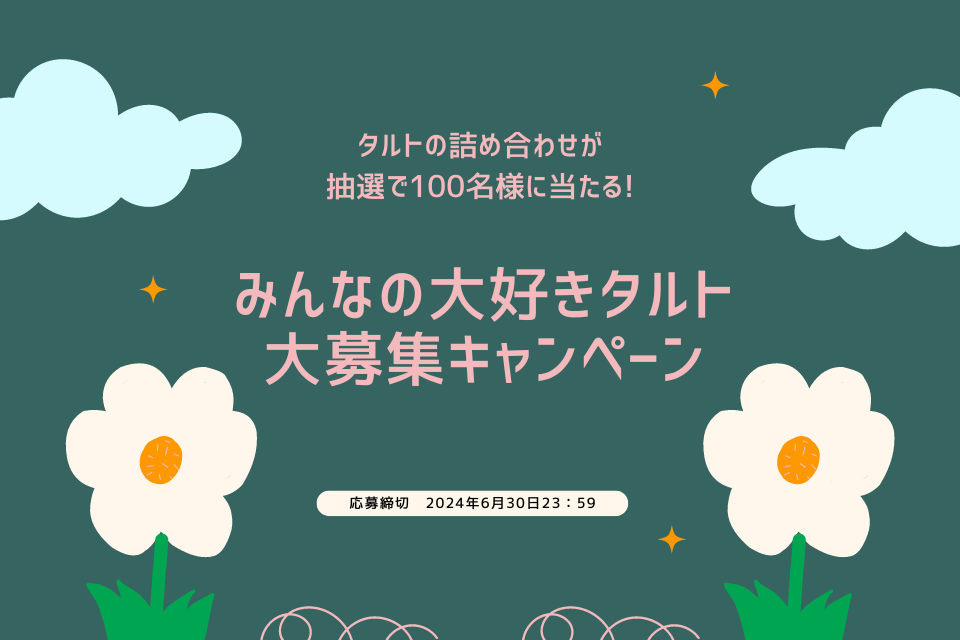 タルトの詰め合わせが
抽選で100名様に当たる!
みんなの大好きタルト
大募集キャンペーン
応募締切　2024年6月30日23：59